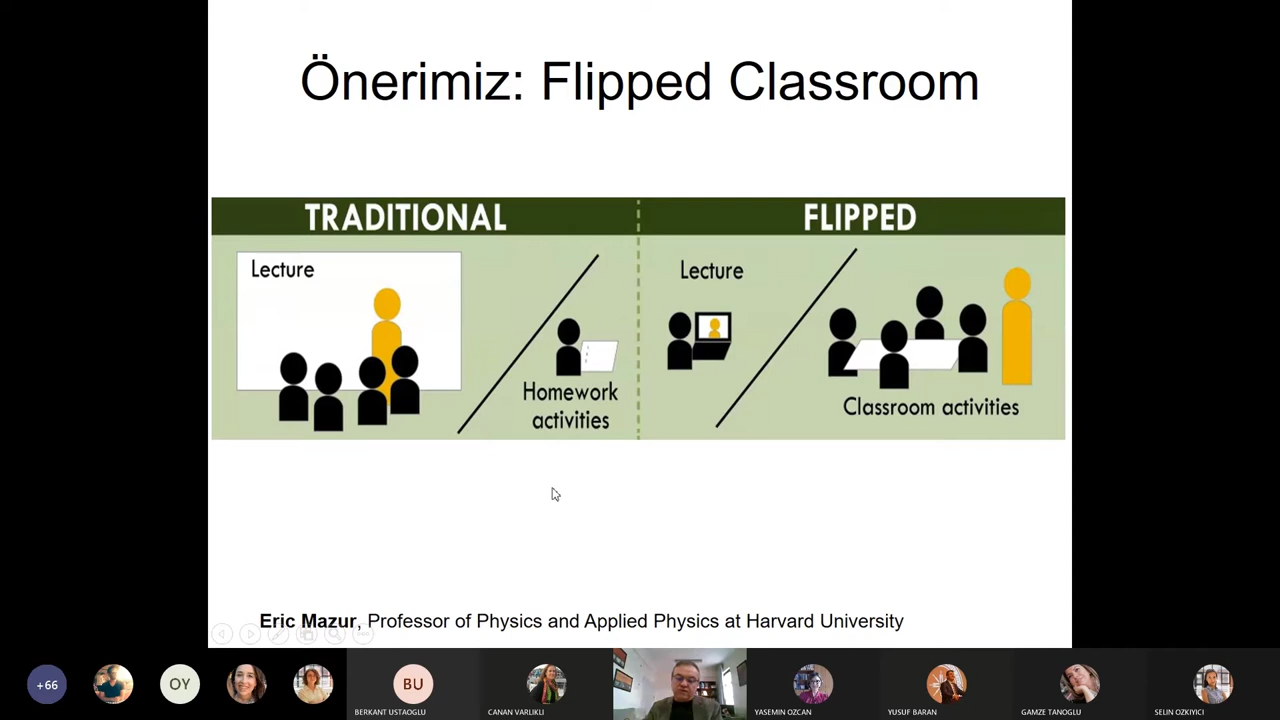 Önerimiz: Flipped Classroom
TRADITIONAL
FLIPPED
Lecture
Homework
activities
Lecture
Classroom activities
Eric Mazur, Professor of Physics and Applied Physics at Harvard University
+66
OY
BU
BERKANT USTAOGLU
CANAN VARLIKLI
YASEMIN OZCAN
YUSUF BARAN
GAMZE TANOGLU
SELIN OZKIYICI